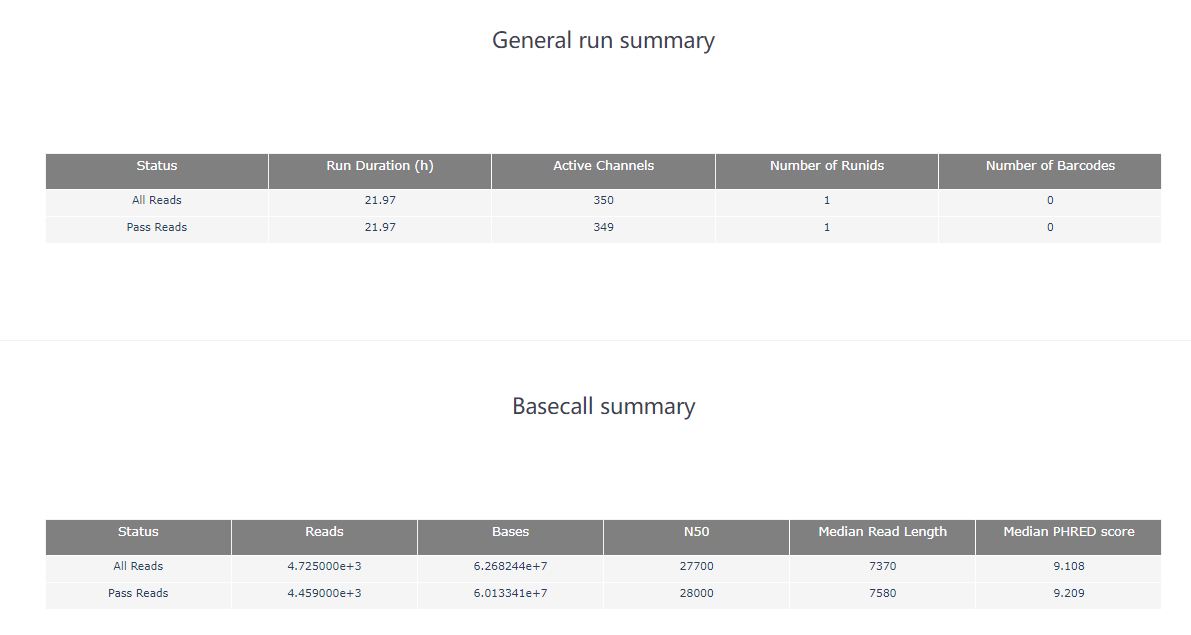 General run summary
Status Run Duration (h) Active Channels Number of Runids Number of Barcodes
All Reads 21.97 350 1 0
Pass Reads 21.97 349 1 0
Basecall summary
Status Reads Bases N50 Median Read Length Median PHRED score
All Reads 4.725000e+3 6.268244e+7 27700 7370 9.108
Pass Reads 4.459000e+3 6.013341e+7 28000 7580 9.209